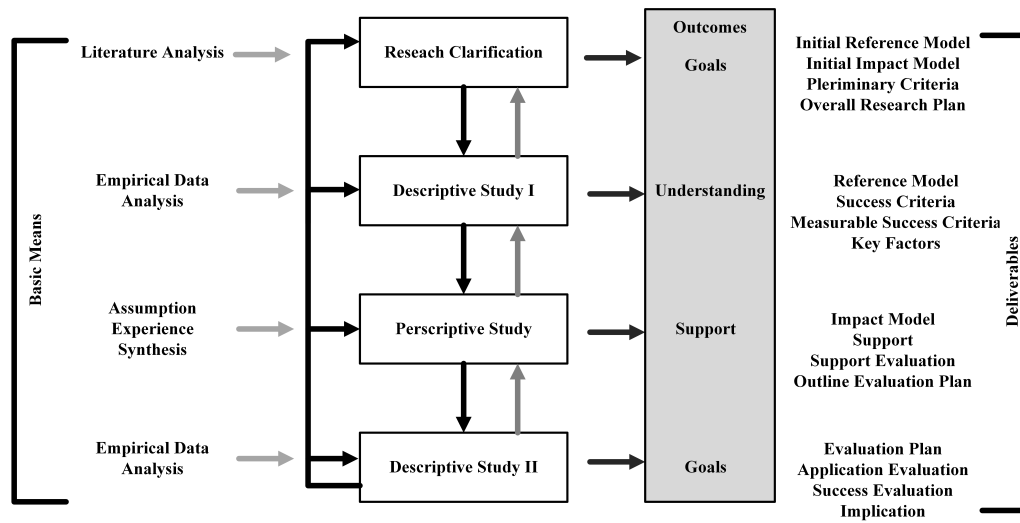 Basic Means
Literature Analysis
Reseach Clarification
Outcomes
Goals
Initial Reference Model
Initial Impact Model
Pleriminary Criteria
Overall Research Plan
Empirical Data
Analysis
Descriptive Study I
Understanding
Reference Model
Success Criteria
Measurable Success Criteria
Key Factors
Assumption
Experience
Synthesis
Perscriptive Study
Support
Impact Model
Support
Support Evaluation
Outline Evaluation Plan
Empirical Data
Analysis
Descriptive Study II
Goals
Evaluation Plan
Application Evaluation
Success Evaluation
Implication
Deliverables